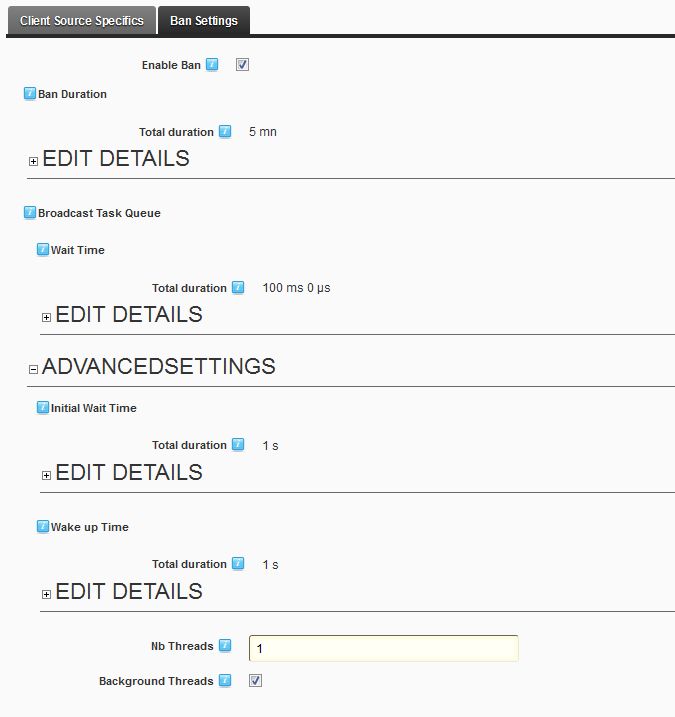 Client Source Specifics Ban Settings
Enable Ban
Ban Duration
Total duration 5 mn
EDIT DETAILS
Broadcast Task Queue
Wait Time
Total duration 100 ms 0 µs
EDIT DETAILS
ADVANCEDSETTINGS
Initial Wait Time
Total duration 1 s
EDIT DETAILS
Wake up Time
Total duration 1 s
EDIT DETAILS
Nb Threads 1
Background Threads